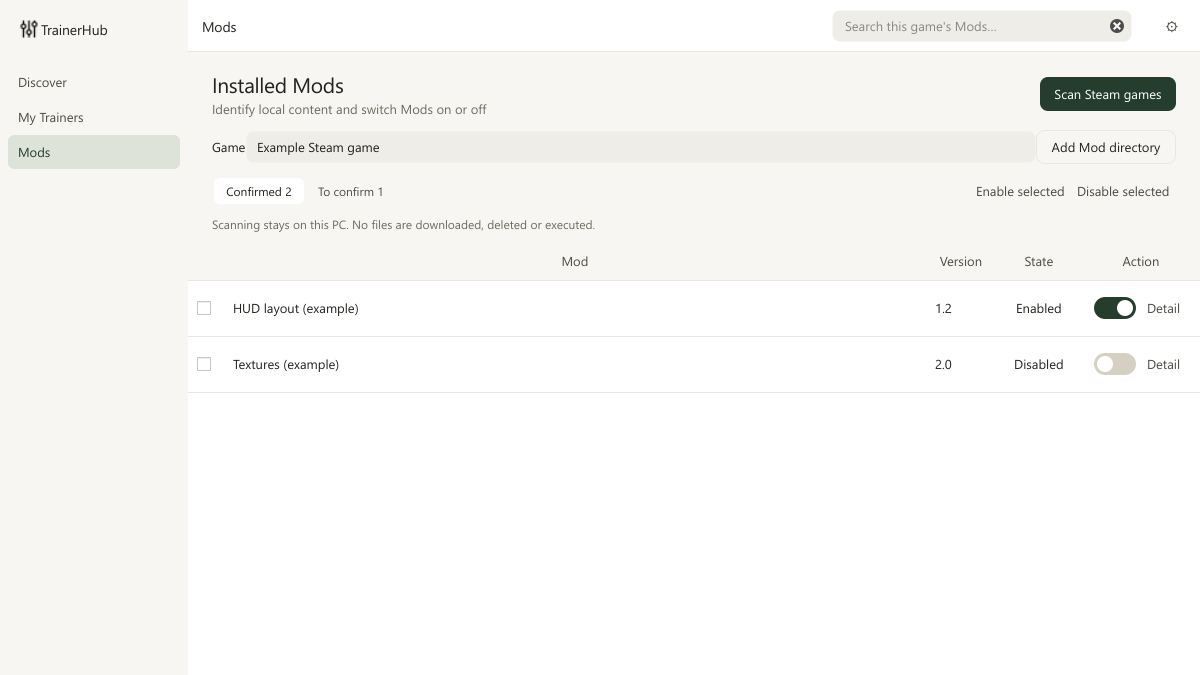 TrainerHub
Mods
Search this game's Mods...
Discover
My Trainers
Mods
Installed Mods
Identify local content and switch Mods on or off
Scan Steam games
Game
Example Steam game
Add Mod directory
Confirmed 2
To confirm 1
Enable selected
Disable selected
Scanning stays on this PC. No files are downloaded, deleted or executed.
Mod Version State Action
HUD layout (example) 1.2 Enabled Detail
Textures (example) 2.0 Disabled Detail